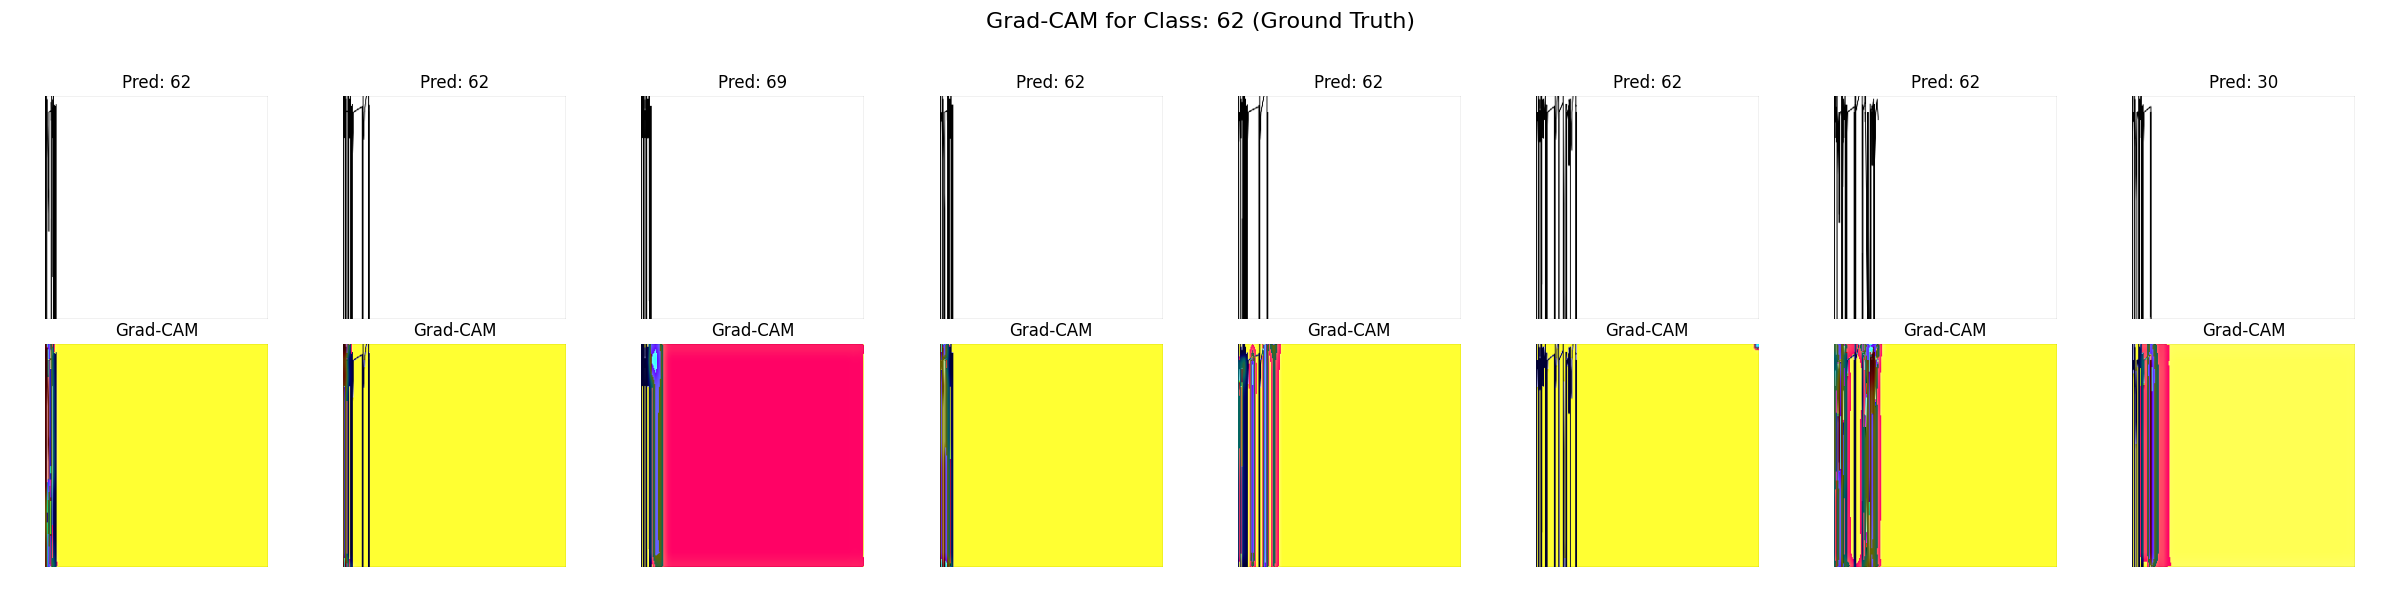 Grad-CAM for Class: 62 (Ground Truth)
Pred: 62 Pred: 62 Pred: 69 Pred: 62 Pred: 62 Pred: 62 Pred: 62 Pred: 30
Grad-CAM Grad-CAM Grad-CAM Grad-CAM Grad-CAM Grad-CAM Grad-CAM Grad-CAM